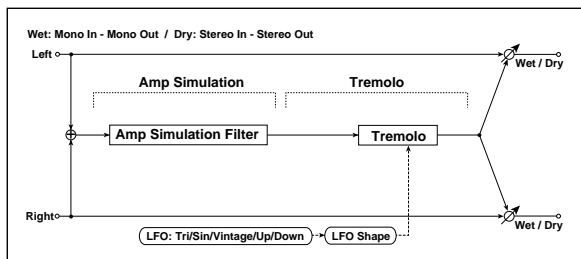 Wet: Mono In - Mono Out / Dry: Stereo In - Stereo Out
Left
Wet / Dry
Amp Simulation
Tremolo
Amp Simulation Filter
Tremolo
Right
Wet / Dry
LFO: Tri/Sin/Vintage/Up/Down
LFO Shape